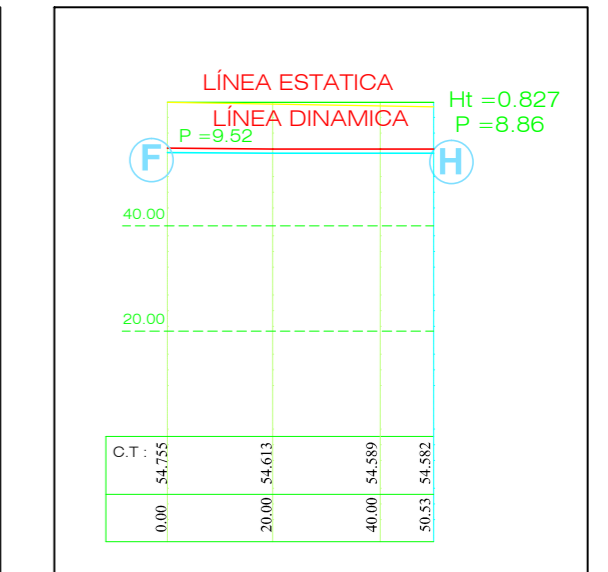 LÍNEA ESTATICA
Ht =0.827
LÍNEA DINAMICA
P =8.86
P =9.52
F
H
40.00
20.00
C.T : 54.755 54.613 54.589 54.582
0.00 20.00 40.00 50.53